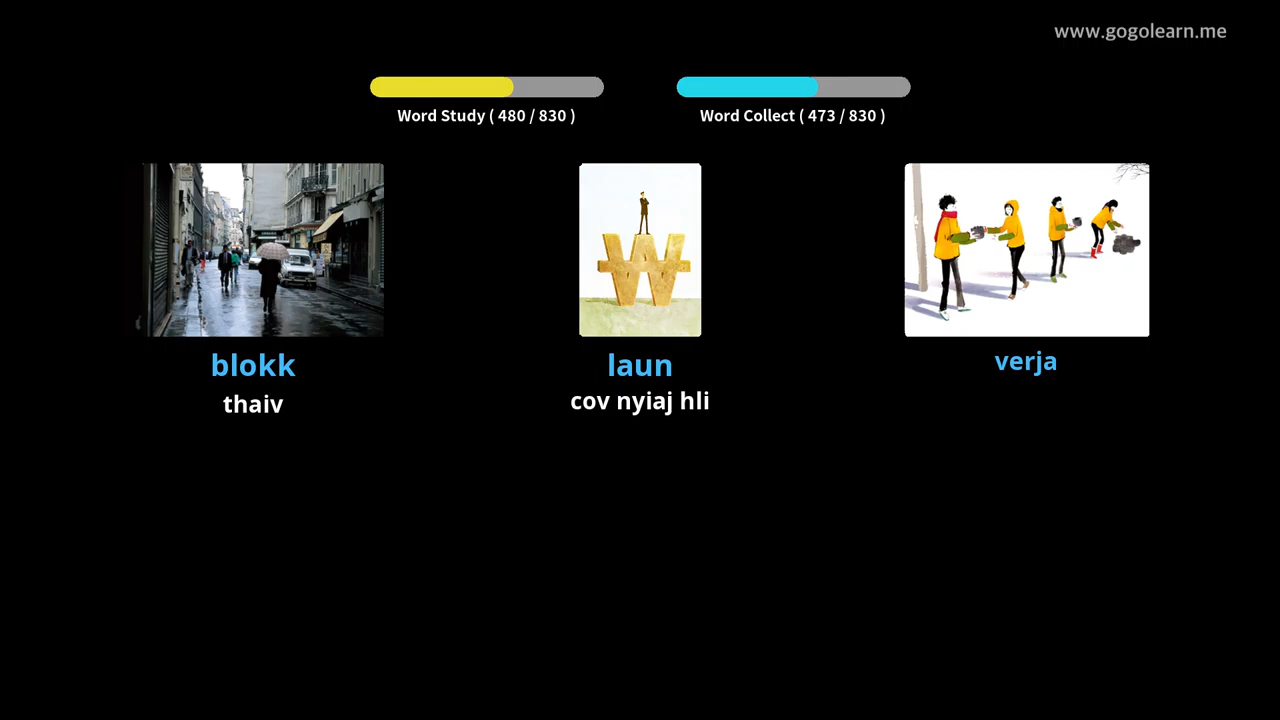 www.gogolearn.me
Word Study ( 480 / 830 )
Word Collect ( 473 / 830 )
blokk
thaiv
laun
cov nyiaj hli
verja